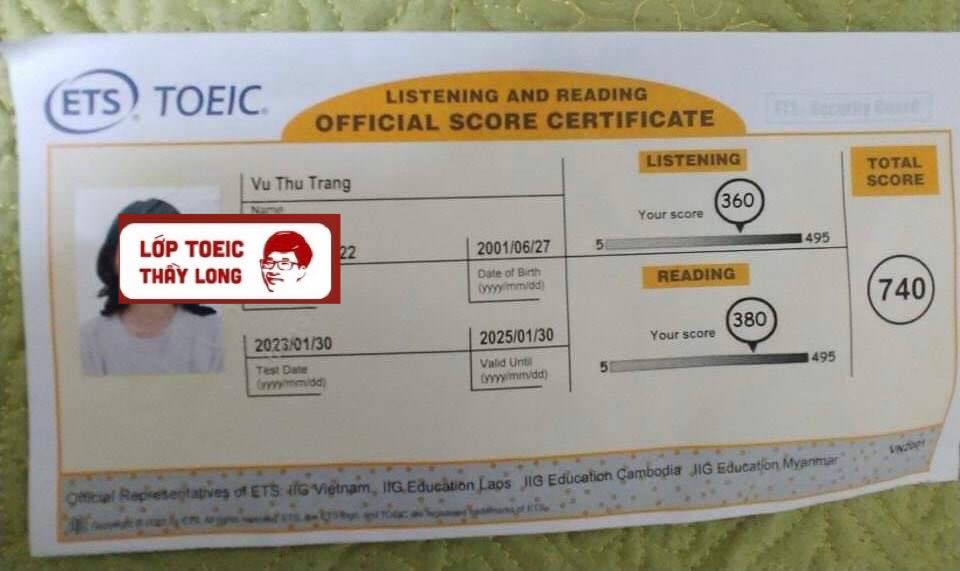 ETS TOEIC
LISTENING AND READING
OFFICIAL SCORE CERTIFICATE
ETS Security Guard
Vu Thu Trang
Name
LỚP TOEIC
THẦY LONG
22
2001/06/27
Date of Birth
(yyyy/mm/dd)
2023/01/30
Test Date
(yyyy/mm/dd)
2025/01/30
Valid Until
(yyyy/mm/dd)
LISTENING
Your score
360
5
495
READING
Your score
380
5
495
TOTAL
SCORE
740
VN2001
Official Representatives of ETS: IIG Vietnam, IIG Education Laos IIG Education Cambodia IIG Education Myanmar